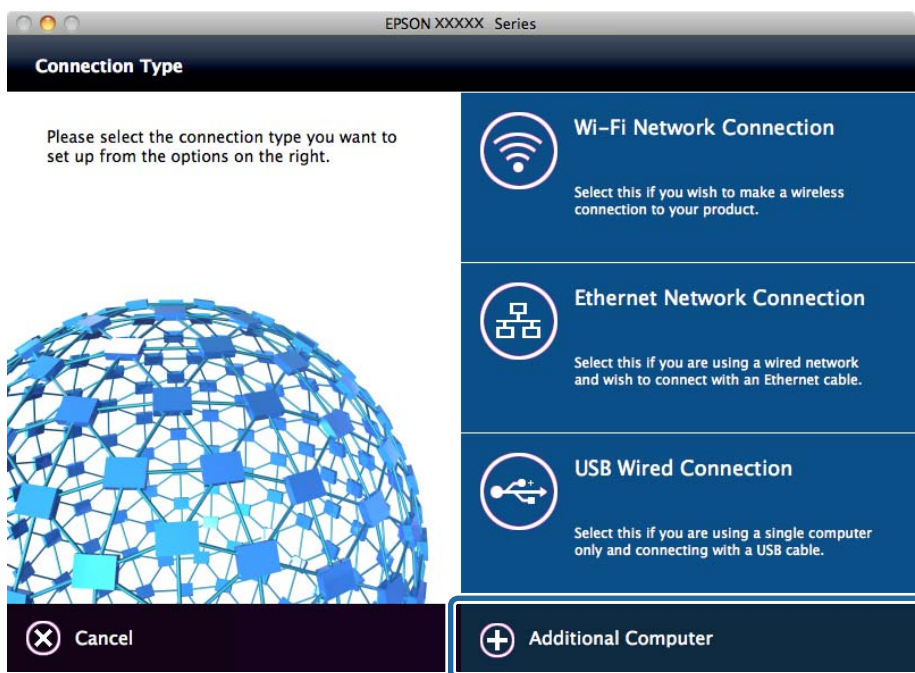 EPSON XXXXX Series
Connection Type
Please select the connection type you want to
set up from the options on the right.
Wi-Fi Network Connection
Select this if you wish to make a wireless
connection to your product.
Ethernet Network Connection
Select this if you are using a wired network
and wish to connect with an Ethernet cable.
USB Wired Connection
Select this if you are using a single computer
only and connecting with a USB cable.
Cancel
Additional Computer